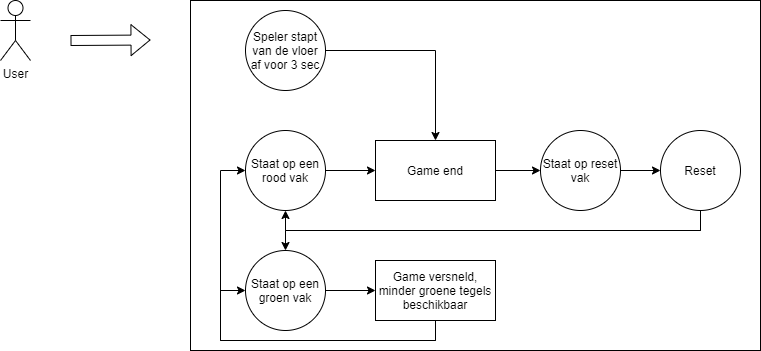 User
Speler stapt
van de vloer
af voor 3 sec
Staat op een
rood vak
Game end
Staat op reset
vak
Reset
Staat op een
groen vak
Game versneld,
minder groene tegels
beschikbaar